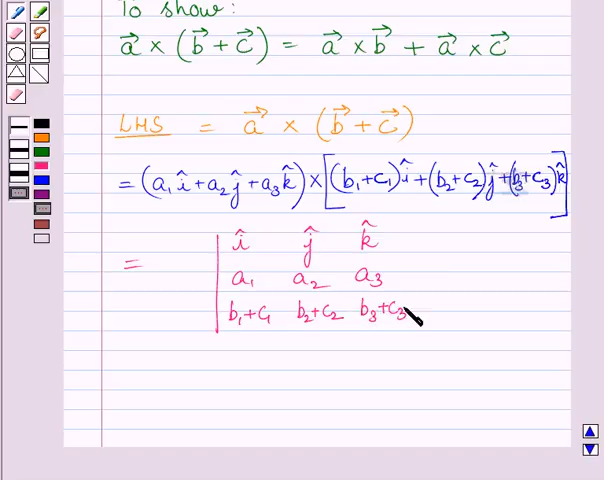 To show:
a⃗ × (b⃗ + c⃗) = a⃗ × b⃗ + a⃗ × c⃗
LHS = a⃗ × (b⃗ + c⃗)
= (a₁î + a₂ĵ + a₃k̂) × [(b₁+c₁)î + (b₂+c₂)ĵ + (b₃+c₃)k̂]
= | î ĵ k̂
a₁ a₂ a₃
b₁+c₁ b₂+c₂ b₃+c₃